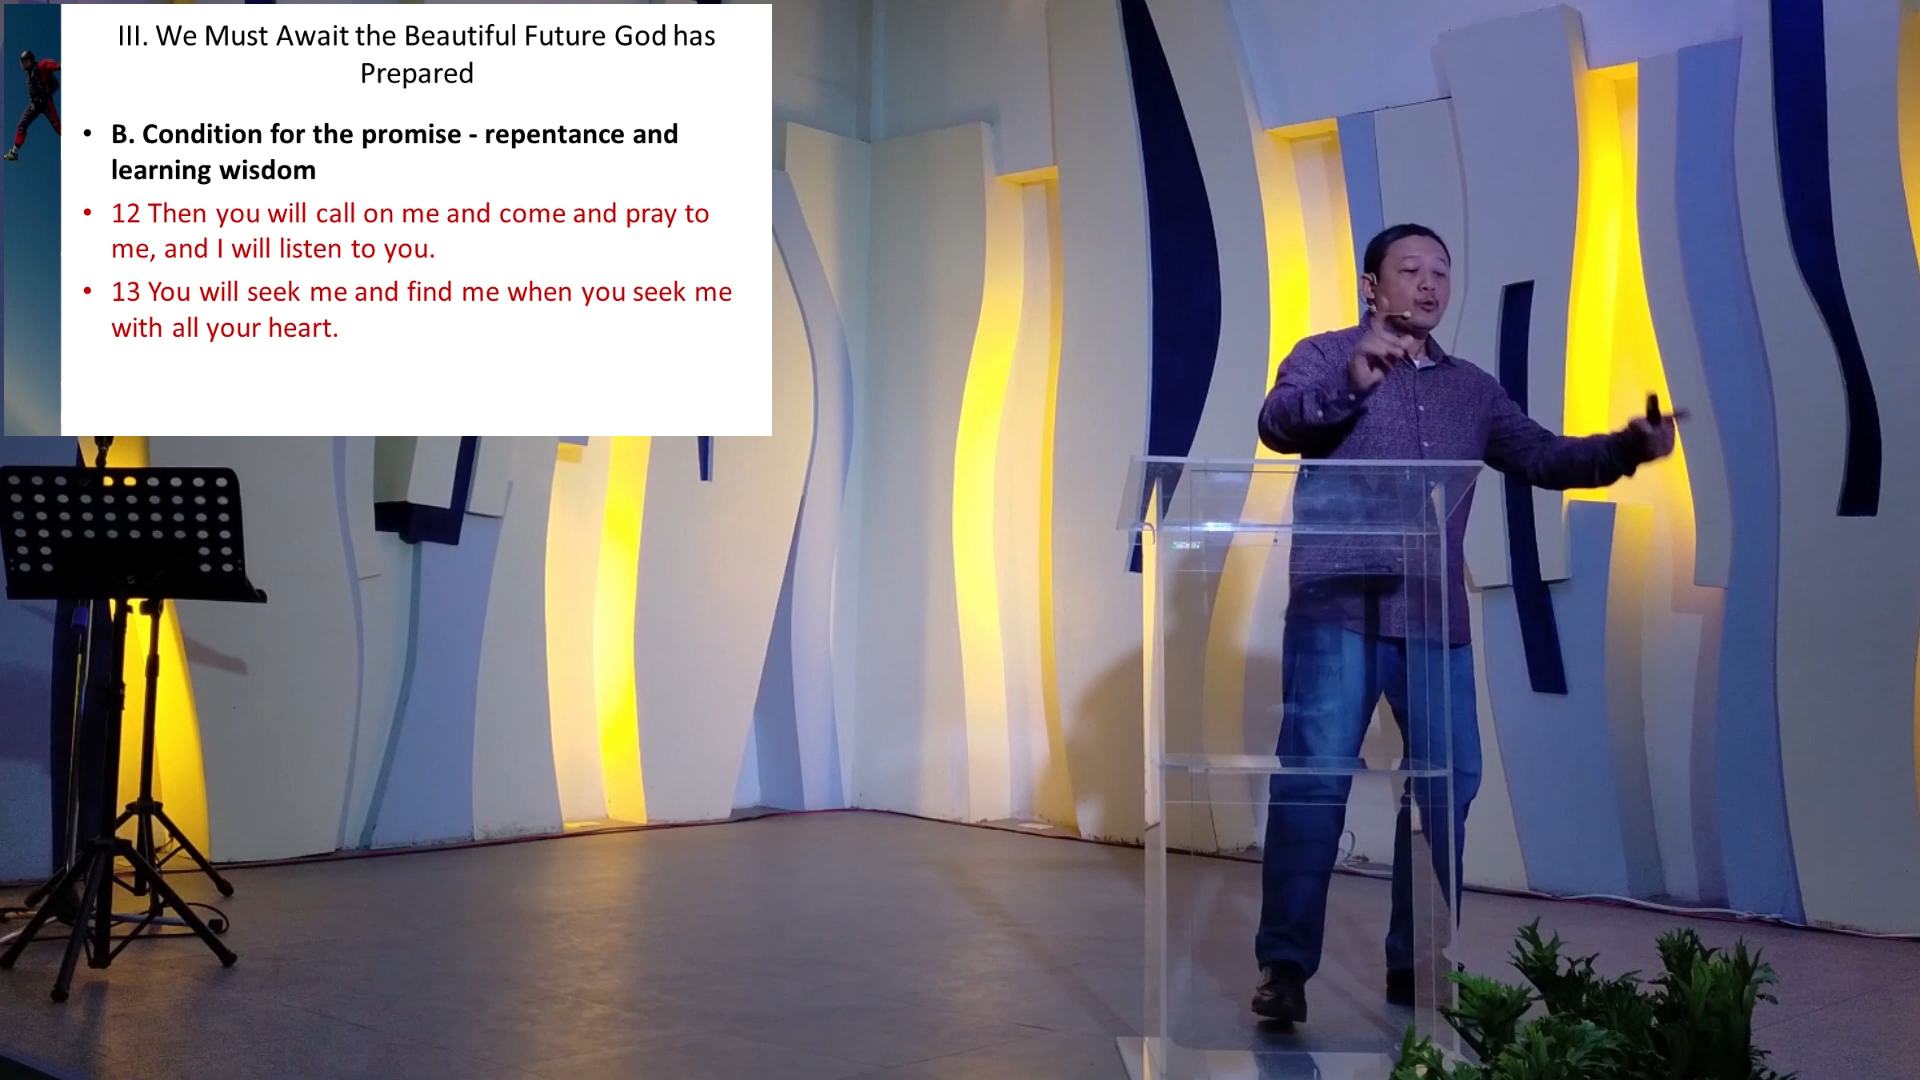 III. We Must Await the Beautiful Future God has
Prepared
• B. Condition for the promise - repentance and
learning wisdom
• 12 Then you will call on me and come and pray to
me, and I will listen to you.
• 13 You will seek me and find me when you seek me
with all your heart.